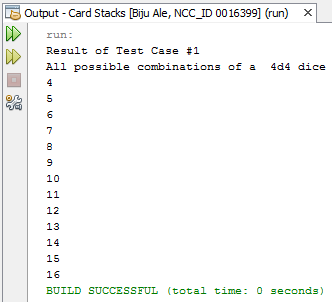 Output - Card Stacks [Biju Ale, NCC_ID 0016399] (run)
run:
Result of Test Case #1
All possible combinations of a  4d4 dice
4
5
6
7
8
9
10
11
12
13
14
15
16
BUILD SUCCESSFUL (total time: 0 seconds)